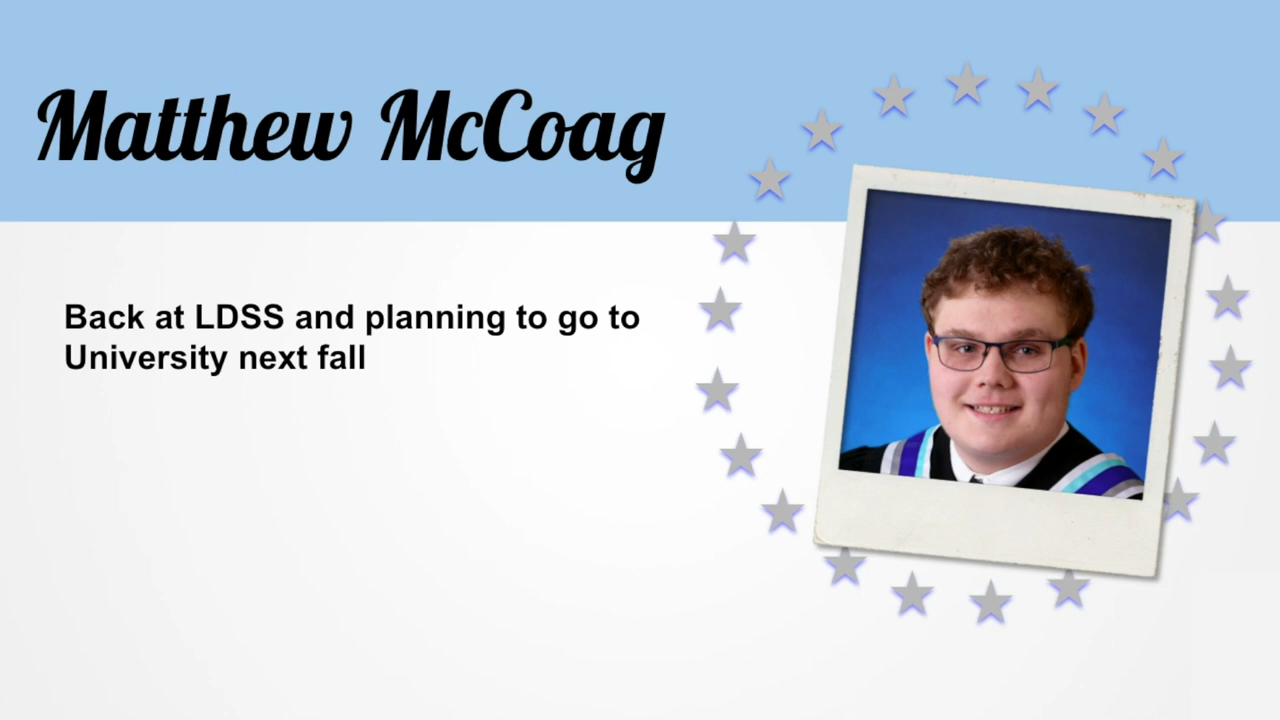 Matthew McCoag
Back at LDSS and planning to go to
University next fall